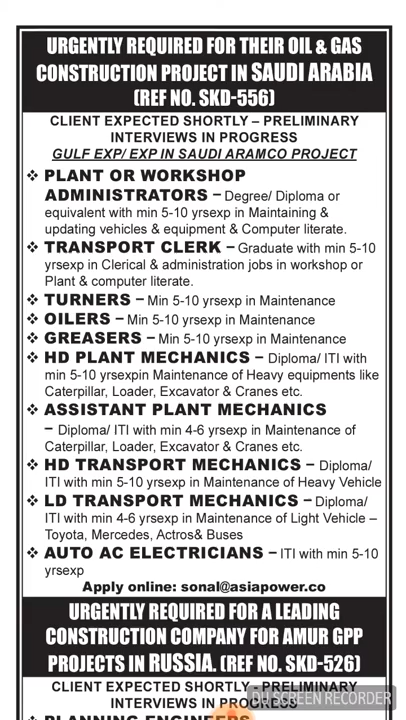 URGENTLY REQUIRED FOR THEIR OIL & GAS
CONSTRUCTION PROJECT IN SAUDI ARABIA
(REF NO. SKD-556)
CLIENT EXPECTED SHORTLY – PRELIMINARY
INTERVIEWS IN PROGRESS
GULF EXP/ EXP IN SAUDI ARAMCO PROJECT
❖ PLANT OR WORKSHOP
ADMINISTRATORS – Degree/ Diploma or
equivalent with min 5-10 yrsexp in Maintaining &
updating vehicles & equipment & Computer literate.
❖ TRANSPORT CLERK – Graduate with min 5-10
yrsexp in Clerical & administration jobs in workshop or
Plant & computer literate.
❖ TURNERS – Min 5-10 yrsexp in Maintenance
❖ OILERS – Min 5-10 yrsexp in Maintenance
❖ GREASERS – Min 5-10 yrsexp in Maintenance
❖ HD PLANT MECHANICS – Diploma/ ITI with
min 5-10 yrsexpin Maintenance of Heavy equipments like
Caterpillar, Loader, Excavator & Cranes etc.
❖ ASSISTANT PLANT MECHANICS
– Diploma/ ITI with min 4-6 yrsexp in Maintenance of
Caterpillar, Loader, Excavator & Cranes etc.
❖ HD TRANSPORT MECHANICS – Diploma/
ITI with min 5-10 yrsexp in Maintenance of Heavy Vehicle
❖ LD TRANSPORT MECHANICS – Diploma/
ITI with min 4-6 yrsexp in Maintenance of Light Vehicle –
Toyota, Mercedes, Actros& Buses
❖ AUTO AC ELECTRICIANS – ITI with min 5-10
yrsexp
Apply online: sonal@asiapower.co
URGENTLY REQUIRED FOR A LEADING
CONSTRUCTION COMPANY FOR AMUR GPP
PROJECTS IN RUSSIA. (REF NO. SKD-526)
DU SCREEN RECORDER
CLIENT EXPECTED SHORTLY – PRELIMINARY
INTERVIEWS IN PROGRESS
❖ PLANNING ENGINEERS